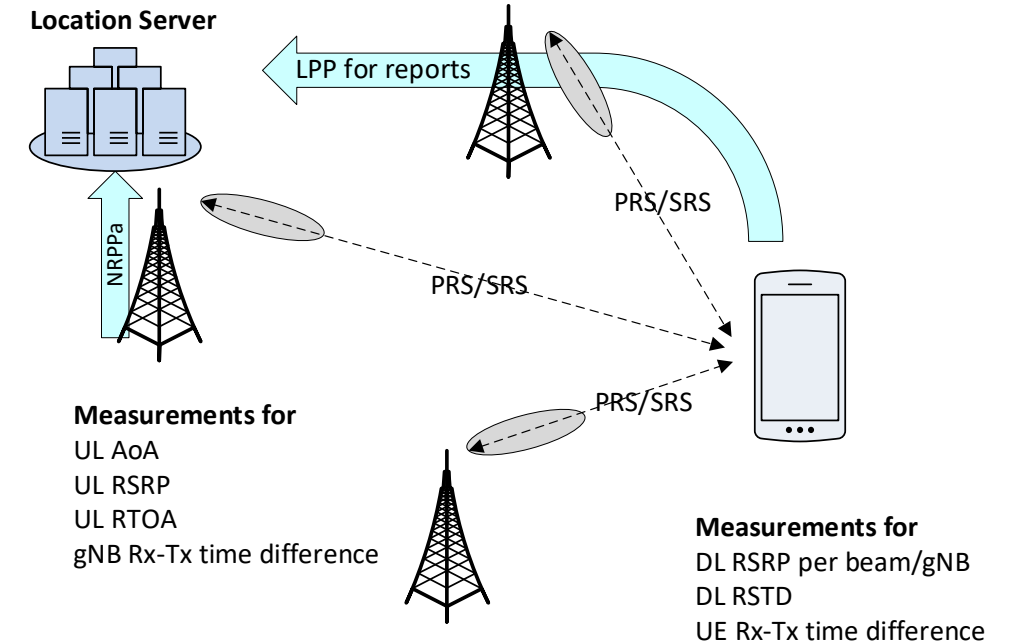 Location Server
LPP for reports
PRS/SRS
NRPPa
PRS/SRS
PRS/SRS
Measurements for
UL AoA
UL RSRP
UL RTOA
gNB Rx-Tx time difference
Measurements for
DL RSRP per beam/gNB
DL RSTD
UE Rx-Tx time difference